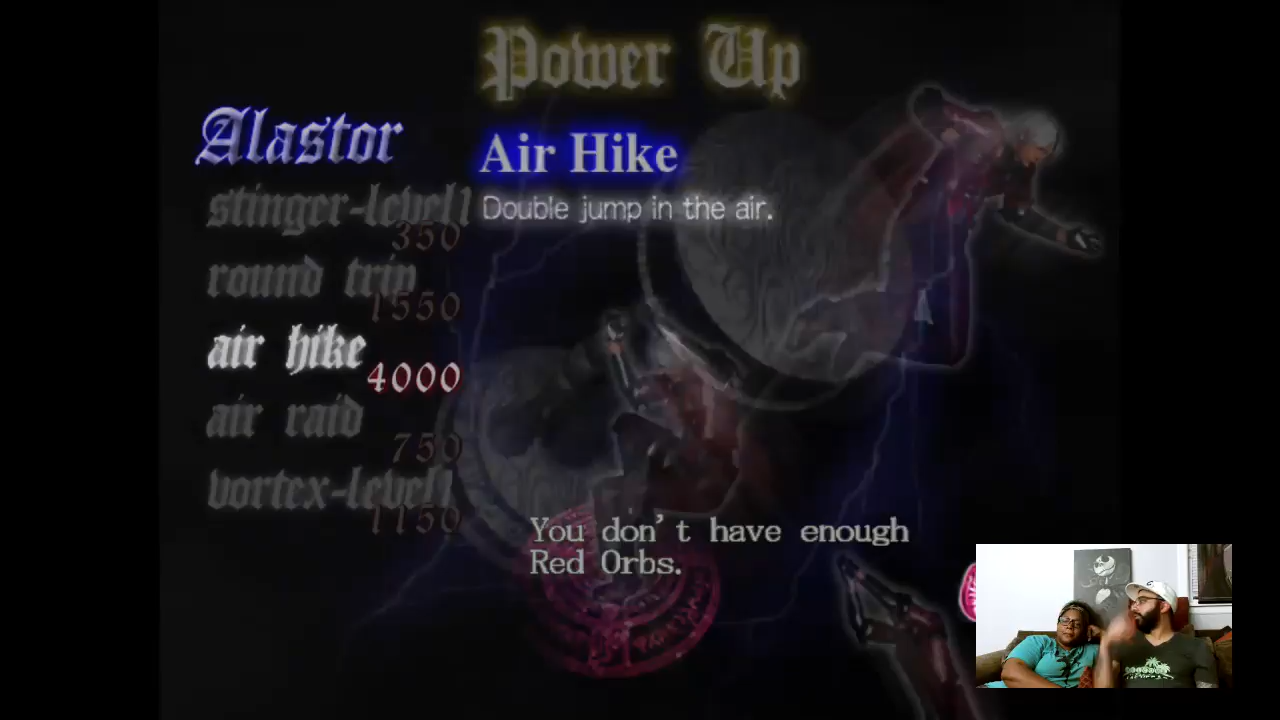 Power Up
Alastor
stinger-level1
350
round trip
1550
air hike
4000
air raid
750
vortex-level1
1150
Air Hike
Double jump in the air.
You don't have enough
Red Orbs.